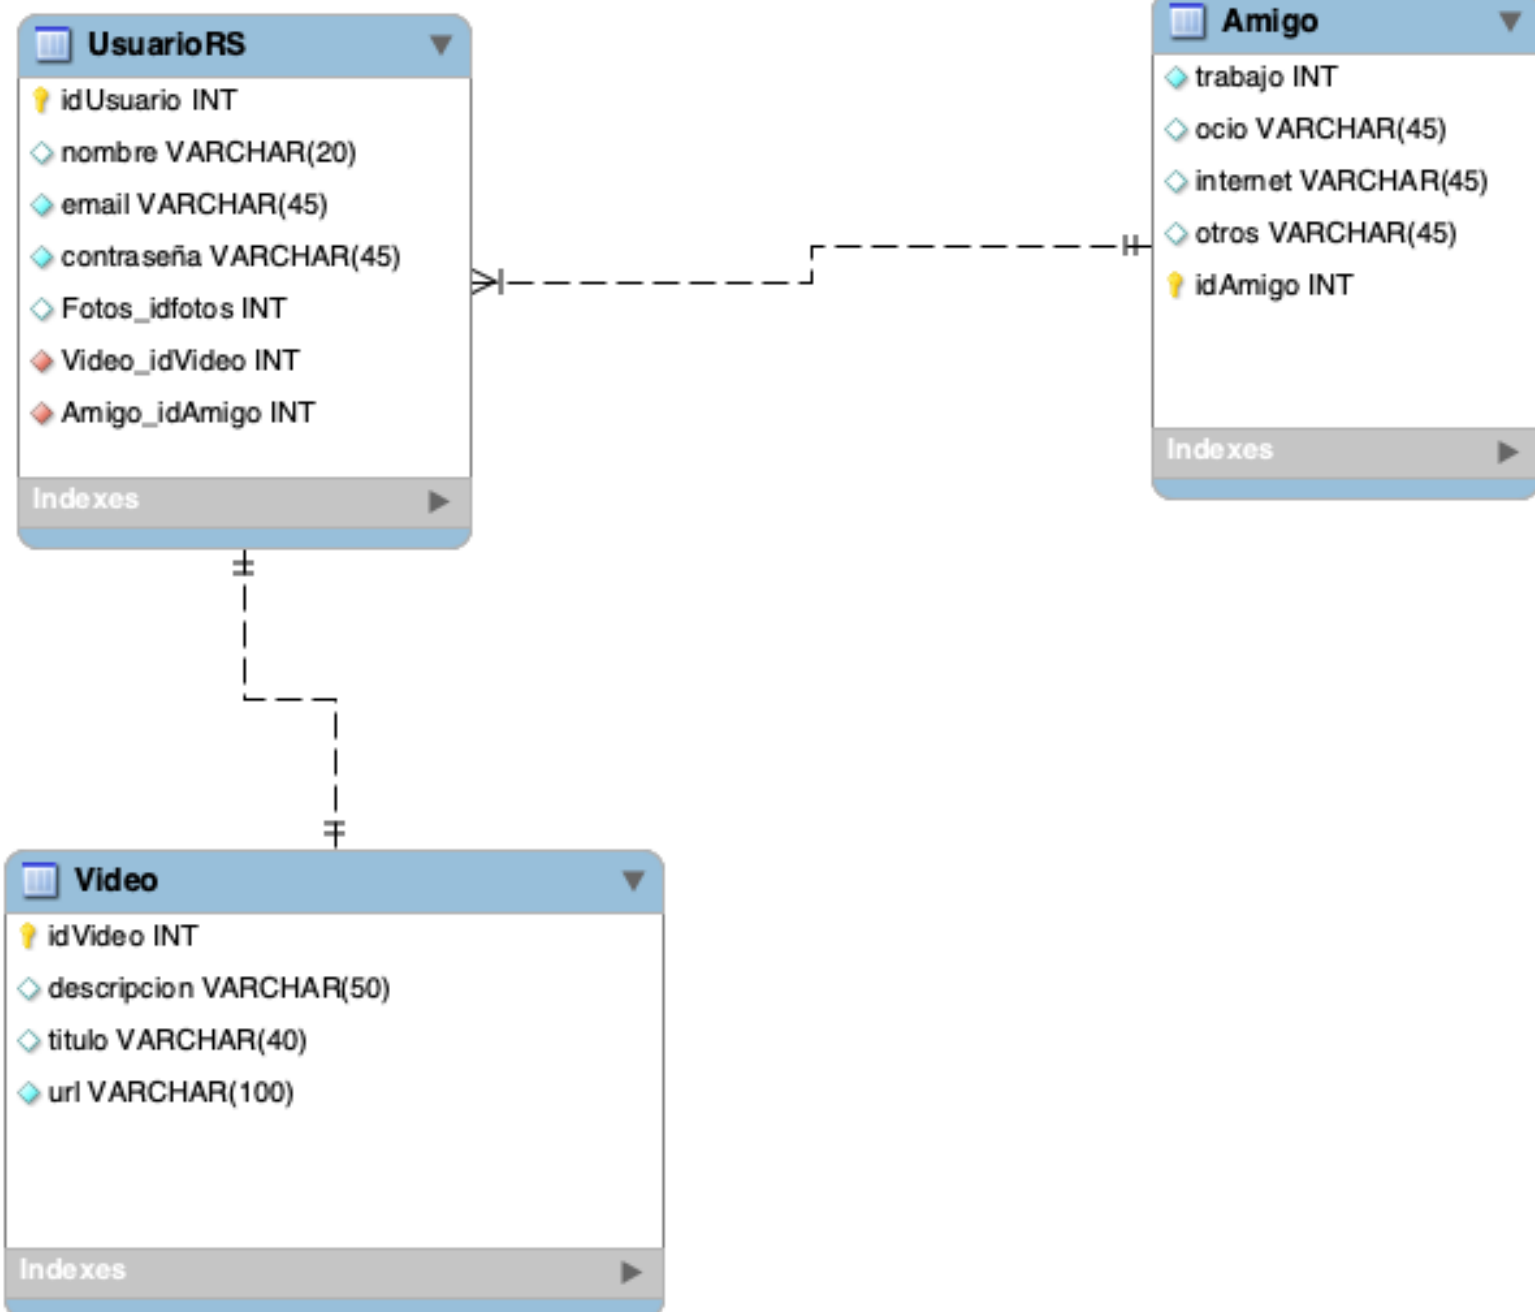 UsuarioRS
idUsuario INT
nombre VARCHAR(20)
email VARCHAR(45)
contraseña VARCHAR(45)
Fotos_idfotos INT
Video_idVideo INT
Amigo_idAmigo INT
Indexes
Amigo
trabajo INT
ocio VARCHAR(45)
internet VARCHAR(45)
otros VARCHAR(45)
idAmigo INT
Indexes
Video
idVideo INT
descripcion VARCHAR(50)
titulo VARCHAR(40)
url VARCHAR(100)
Indexes